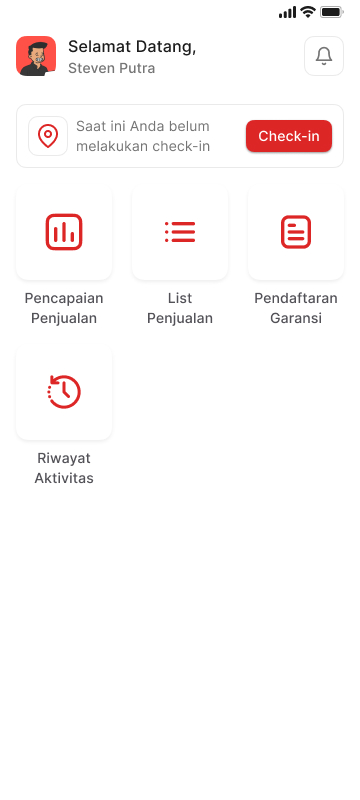 Selamat Datang,
Steven Putra
Saat ini Anda belum
melakukan check-in
Check-in
Pencapaian
Penjualan
List
Penjualan
Pendaftaran
Garansi
Riwayat
Aktivitas